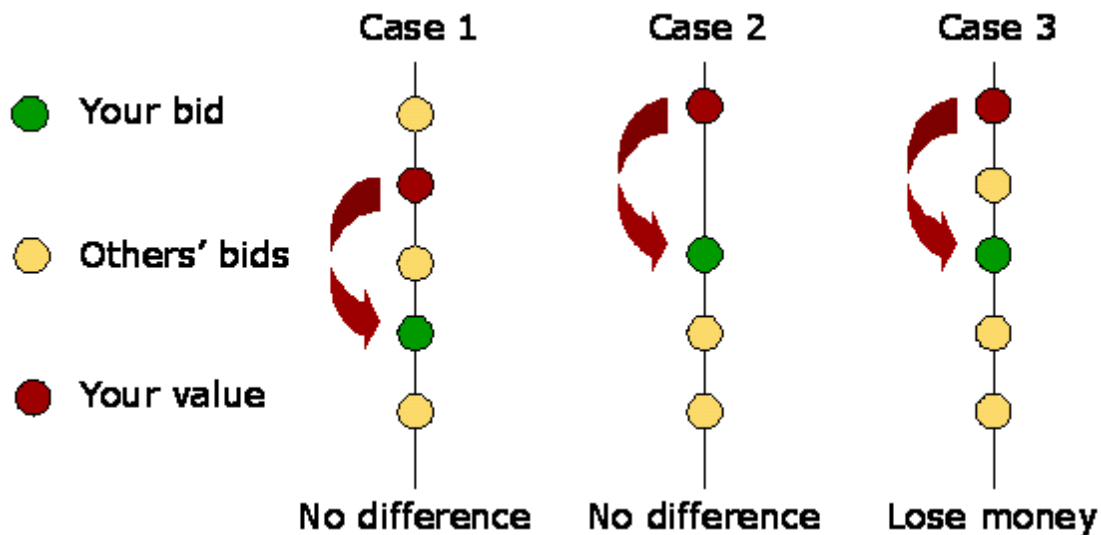 Case 1
Case 2
Case 3
Your bid
Others’ bids
Your value
No difference
No difference
Lose money